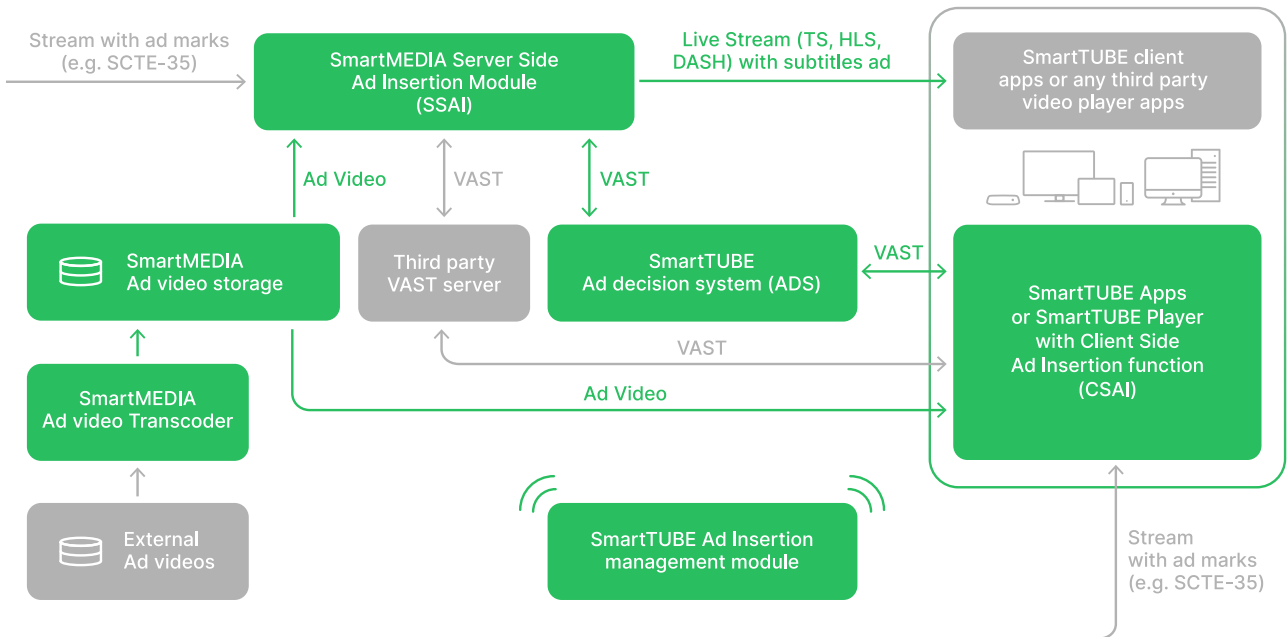 Stream with ad marks
(e.g. SCTE-35)
SmartMEDIA Server Side
Ad Insertion Module
(SSAI)
Live Stream (TS, HLS,
DASH) with subtitles ad
SmartTUBE client
apps or any third party
video player apps
Ad Video
VAST
VAST
SmartMEDIA
Ad video storage
Third party
VAST server
SmartTUBE
Ad decision system (ADS)
VAST
SmartTUBE Apps
or SmartTUBE Player
with Client Side
Ad Insertion function
(CSAI)
VAST
Ad Video
SmartMEDIA
Ad video Transcoder
External
Ad videos
SmartTUBE Ad Insertion
management module
Stream
with ad marks
(e.g. SCTE-35)